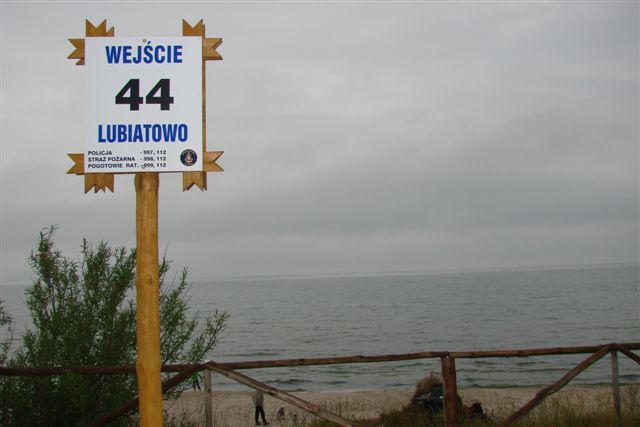 WEJŚCIE
44
LUBIATOWO
POLICJA - 997, 112
STRAŻ POŻARNA - 998, 112
POGOTOWIE RAT. - 999, 112